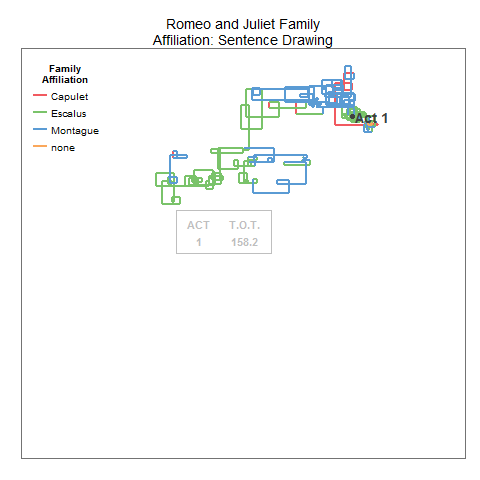 Romeo and Juliet Family
Affiliation: Sentence Drawing
Family
Affiliation
Capulet
Escalus
Montague
none
Act 1
ACT T.O.T.
1 158.2